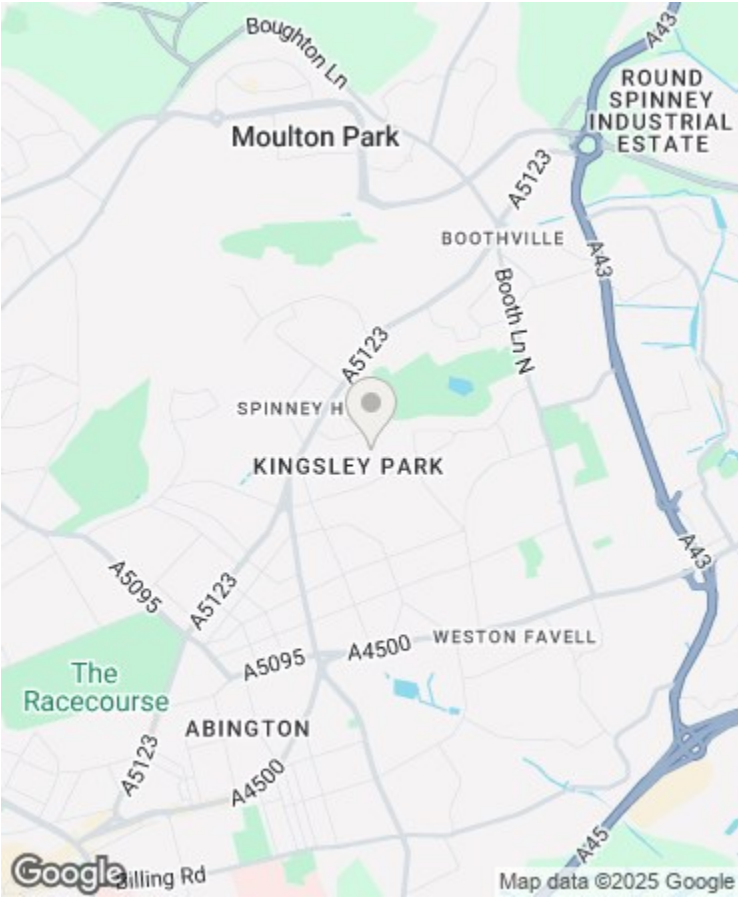 Boughton Ln
A43
ROUND
SPINNEY
INDUSTRIAL
ESTATE
Moulton Park
A5123
BOOTHVILLE
A43
Booth Ln N
A5123
SPINNEY H
KINGSLEY PARK
A43
A5095
A5123
WESTON FAVELL
A4500
A5095
The
Racecourse
ABINGTON
A5123
A4500
A45
Google
Billing Rd
Map data ©2025 Google